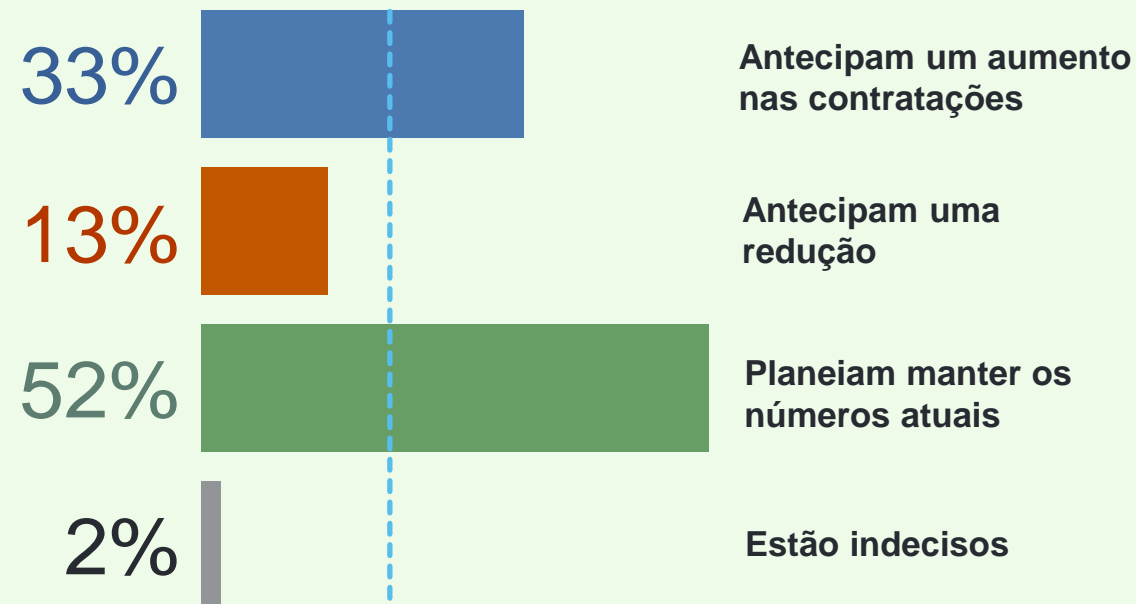 33%
Antecipam um aumento
nas contratações
13%
Antecipam uma
redução
52%
Planeiam manter os
números atuais
2%
Estão indecisos